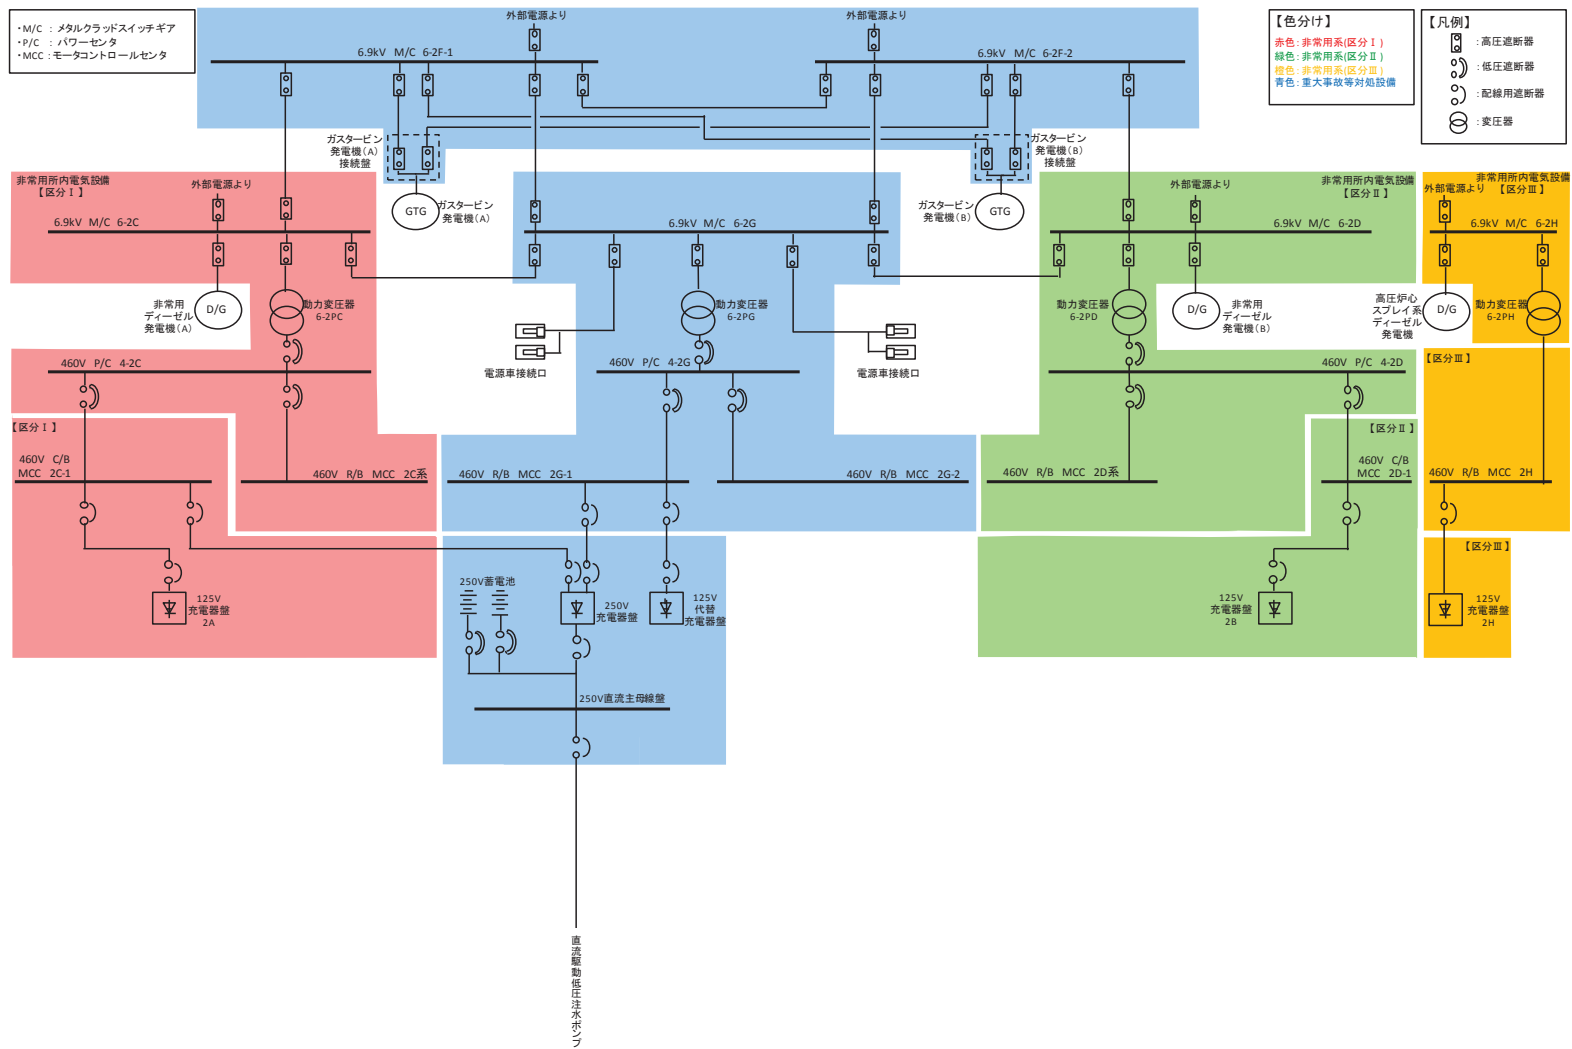 ・M/C ： メタルクラッドスイッチギア
・P/C ： パワーセンタ
・MCC ： モータコントロールセンタ
外部電源より
外部電源より
【色分け】
赤色：非常用系(区分Ⅰ)
緑色：非常用系(区分Ⅱ)
橙色：非常用系(区分Ⅲ)
青色：重大事故等対処設備
【凡例】
：高圧遮断器
：低圧遮断器
：配線用遮断器
：変圧器
6.9kV M/C 6-2F-1
6.9kV M/C 6-2F-2
ガスタービン
発電機(A)
接続盤
ガスタービン
発電機(B)
接続盤
非常用所内電気設備
【区分Ⅰ】
外部電源より
6.9kV M/C 6-2C
GTG
ガスタービン
発電機(A)
6.9kV M/C 6-2G
ガスタービン
発電機(B)
GTG
外部電源より
非常用所内電気設備
【区分Ⅱ】
6.9kV M/C 6-2D
非常用所内電気設備
【区分Ⅲ】
外部電源より
6.9kV M/C 6-2H
非常用
ディーゼル
発電機(A)
D/G
動力変圧器
6-2PC
動力変圧器
6-2PG
動力変圧器
6-2PD
D/G
非常用
ディーゼル
発電機(B)
高圧炉心
スプレイ系
ディーゼル
発電機
D/G
動力変圧器
6-2PH
460V P/C 4-2C
電源車接続口
460V P/C 4-2G
電源車接続口
460V P/C 4-2D
【区分Ⅲ】
【区分Ⅰ】
460V C/B
MCC 2C-1
460V R/B MCC 2C系
460V R/B MCC 2G-1
460V R/B MCC 2G-2
460V R/B MCC 2D系
【区分Ⅱ】
460V C/B
MCC 2D-1
460V R/B MCC 2H
【区分Ⅲ】
125V
充電器盤
2A
250V蓄電池
250V
充電器盤
125V
代替
充電器盤
125V
充電器盤
2B
125V
充電器盤
2H
250V直流主母線盤
直流駆動低圧注水ポンプ